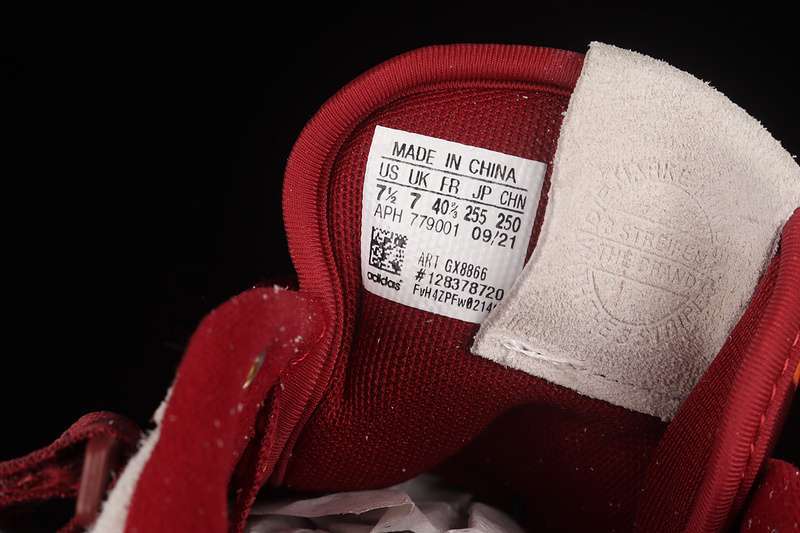 MADE IN CHINA
US UK FR JP CHN
7½ 7 40⅔ 255 250
APH 779001 09/21
ART GX8866
#128378720
adidas
FvH4ZPFw0214